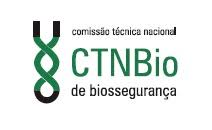 comissão técnica nacional
CTNBio
de biossegurança